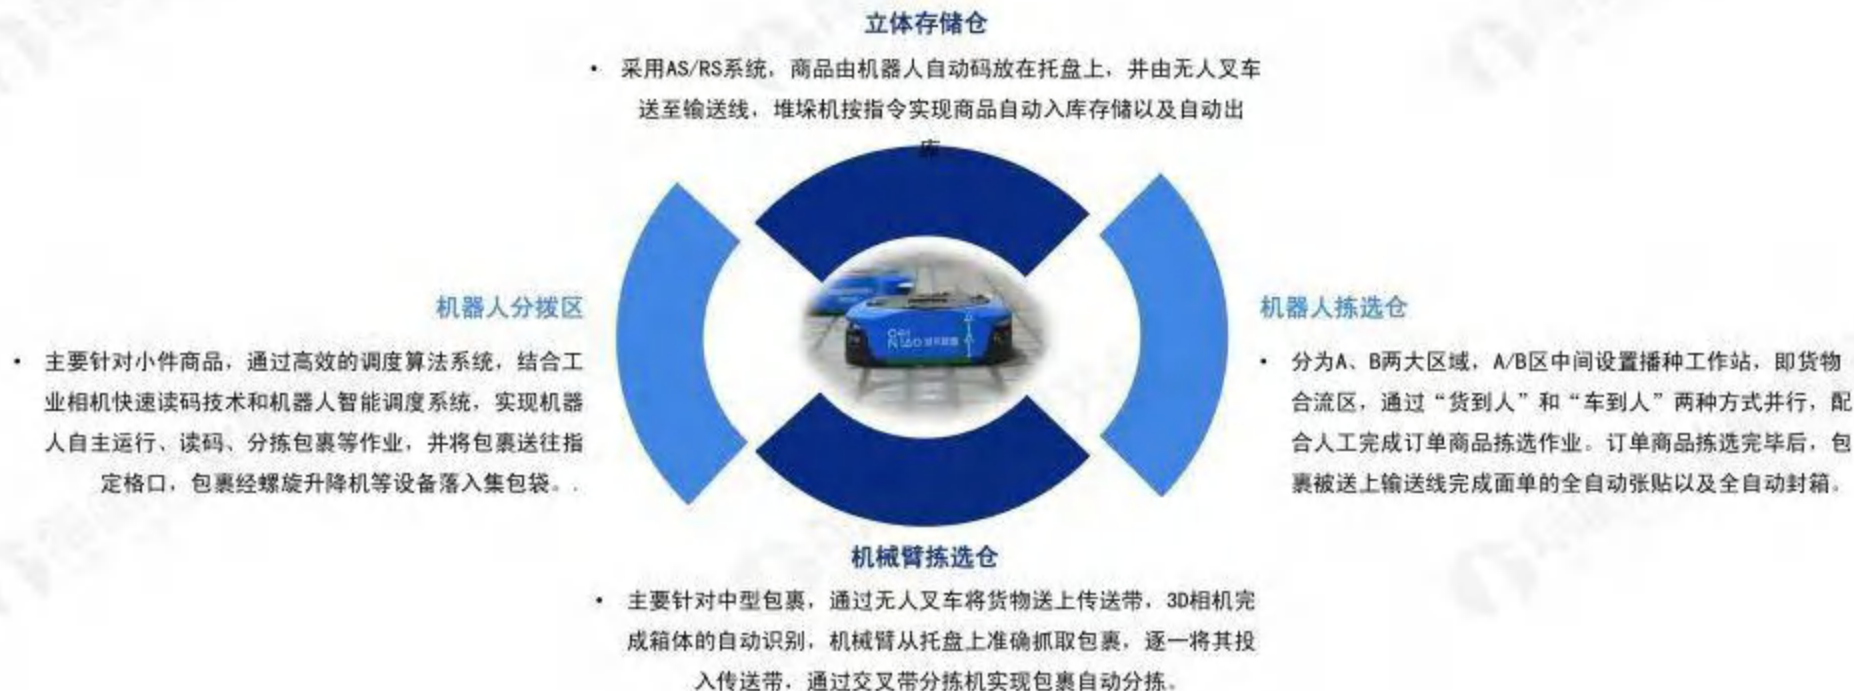 立体存储仓
• 采用AS/RS系统，商品由机器人自动码放在托盘上，并由无人叉车
送至输送线，堆垛机按指令实现商品自动入库存储以及自动出
库
机器人分拨区
• 主要针对小件商品，通过高效的调度算法系统，结合工
业相机快速读码技术和机器人智能调度系统，实现机器
人自主运行、读码、分拣包裹等作业，并将包裹送往指
定格口，包裹经螺旋升降机等设备落入集包袋。.
机器人拣选仓
• 分为A、B两大区域，A/B区中间设置播种工作站，即货物
合流区，通过“货到人”和“车到人”两种方式并行，配
合人工完成订单商品拣选作业。订单商品拣选完毕后，包
裹被送上输送线完成面单的全自动张贴以及全自动封箱。
机械臂拣选仓
• 主要针对中型包裹，通过无人叉车将货物送上传送带，3D相机完
成箱体的自动识别，机械臂从托盘上准确抓取包裹，逐一将其投
入传送带，通过交叉带分拣机实现包裹自动分拣。